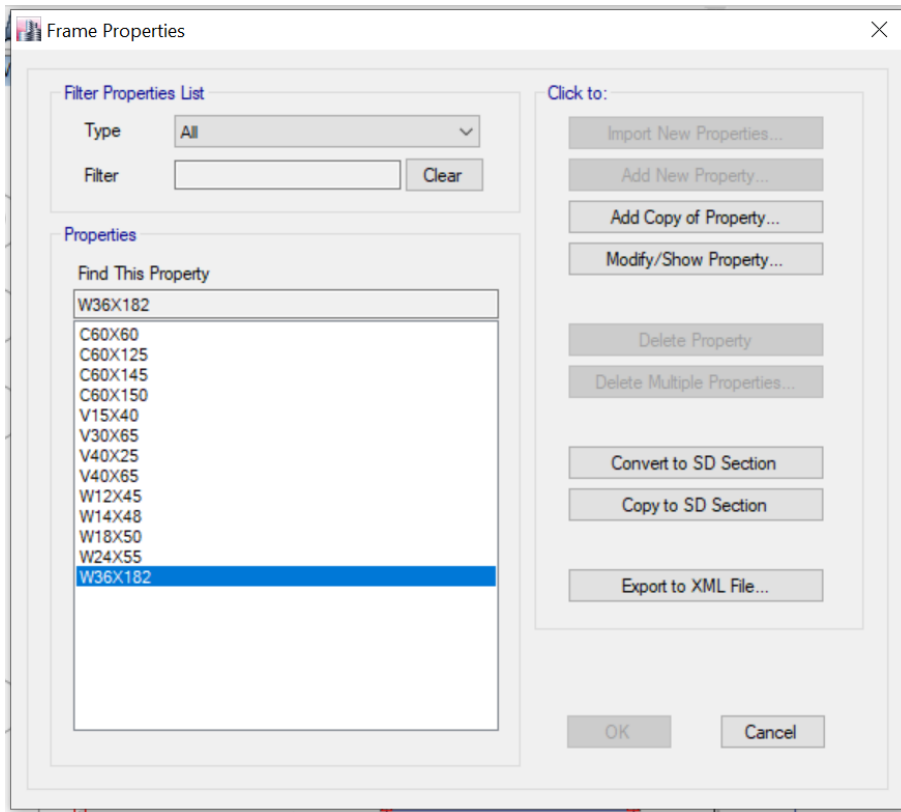 Frame Properties
Filter Properties List
Type
All
Filter
Clear
Properties
Find This Property
W36X182
C60X60
C60X125
C60X145
C60X150
V15X40
V30X65
V40X25
V40X65
W12X45
W14X48
W18X50
W24X55
W36X182
Click to:
Import New Properties...
Add New Property...
Add Copy of Property...
Modify/Show Property...
Delete Property
Delete Multiple Properties...
Convert to SD Section
Copy to SD Section
Export to XML File...
OK
Cancel